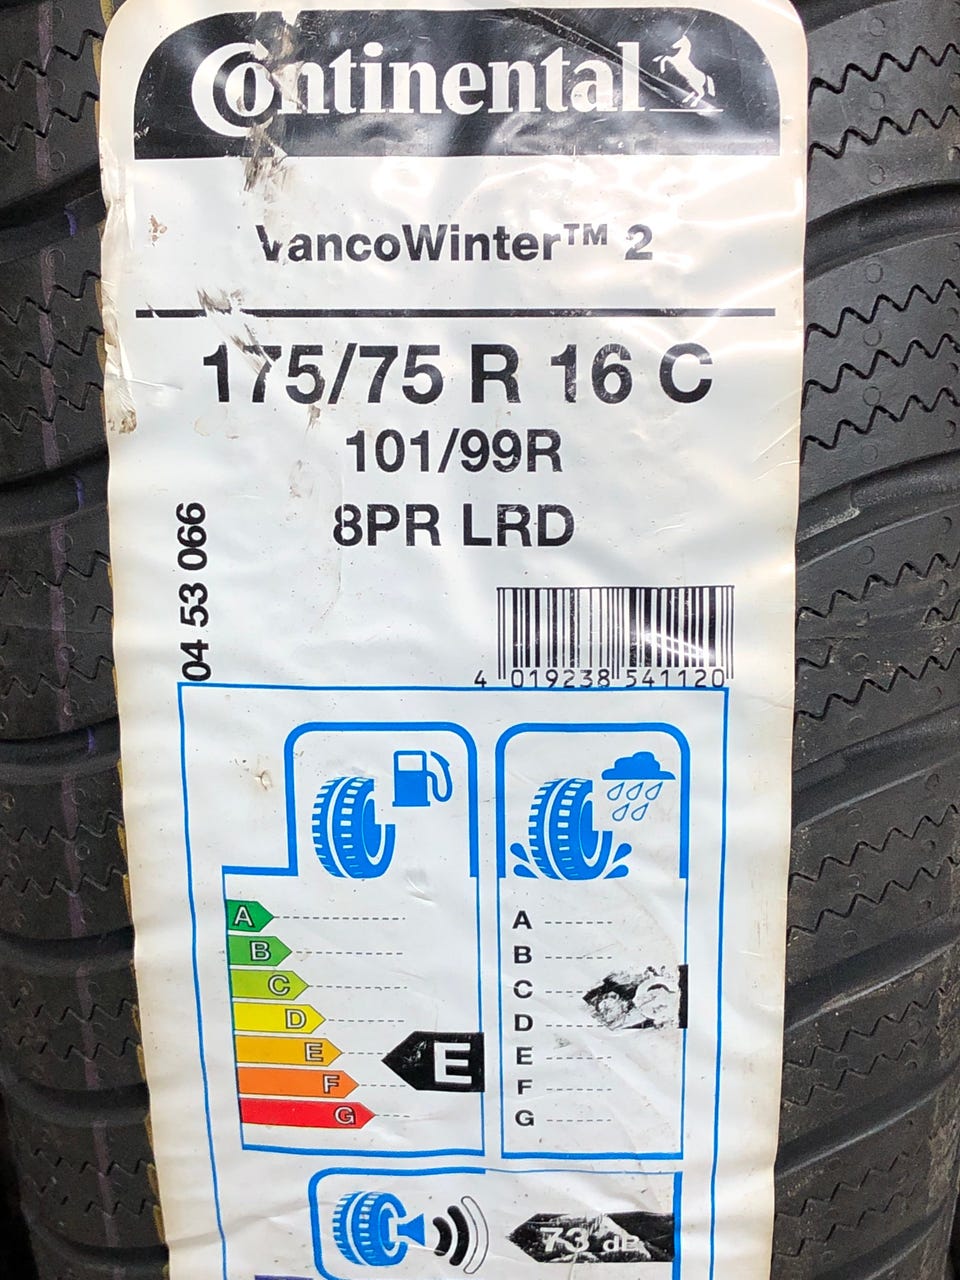 Continental
VancoWinter™ 2
175/75 R 16 C
101/99R
8PR LRD
04 53 066
4 019238 541120
A
B
C
D
E
F
G
E
A
B
C
D
E
F
G
73 dB